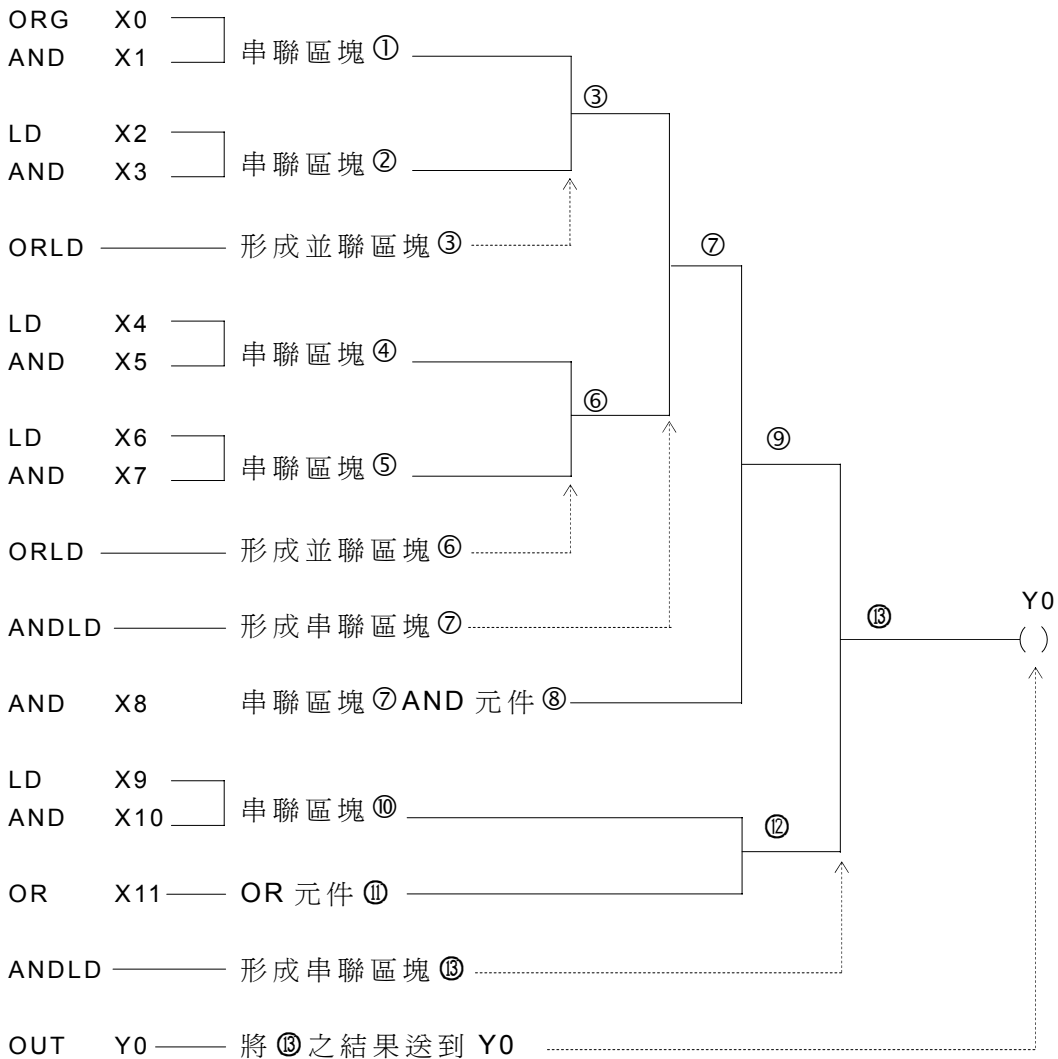 ORG X0
AND X1
串聯區塊①
③
LD X2
AND X3
串聯區塊②
ORLD 形成並聯區塊③
⑦
LD X4
AND X5
串聯區塊④
⑥
LD X6
AND X7
串聯區塊⑤
⑨
ORLD 形成並聯區塊⑥
ANDLD 形成串聯區塊⑦
⑬
Y0
( )
AND X8 串聯區塊⑦AND 元件⑧
LD X9
AND X10
串聯區塊⑩
⑫
OR X11 OR 元件⑪
ANDLD 形成串聯區塊⑬
OUT Y0 將⑬之結果送到 Y0